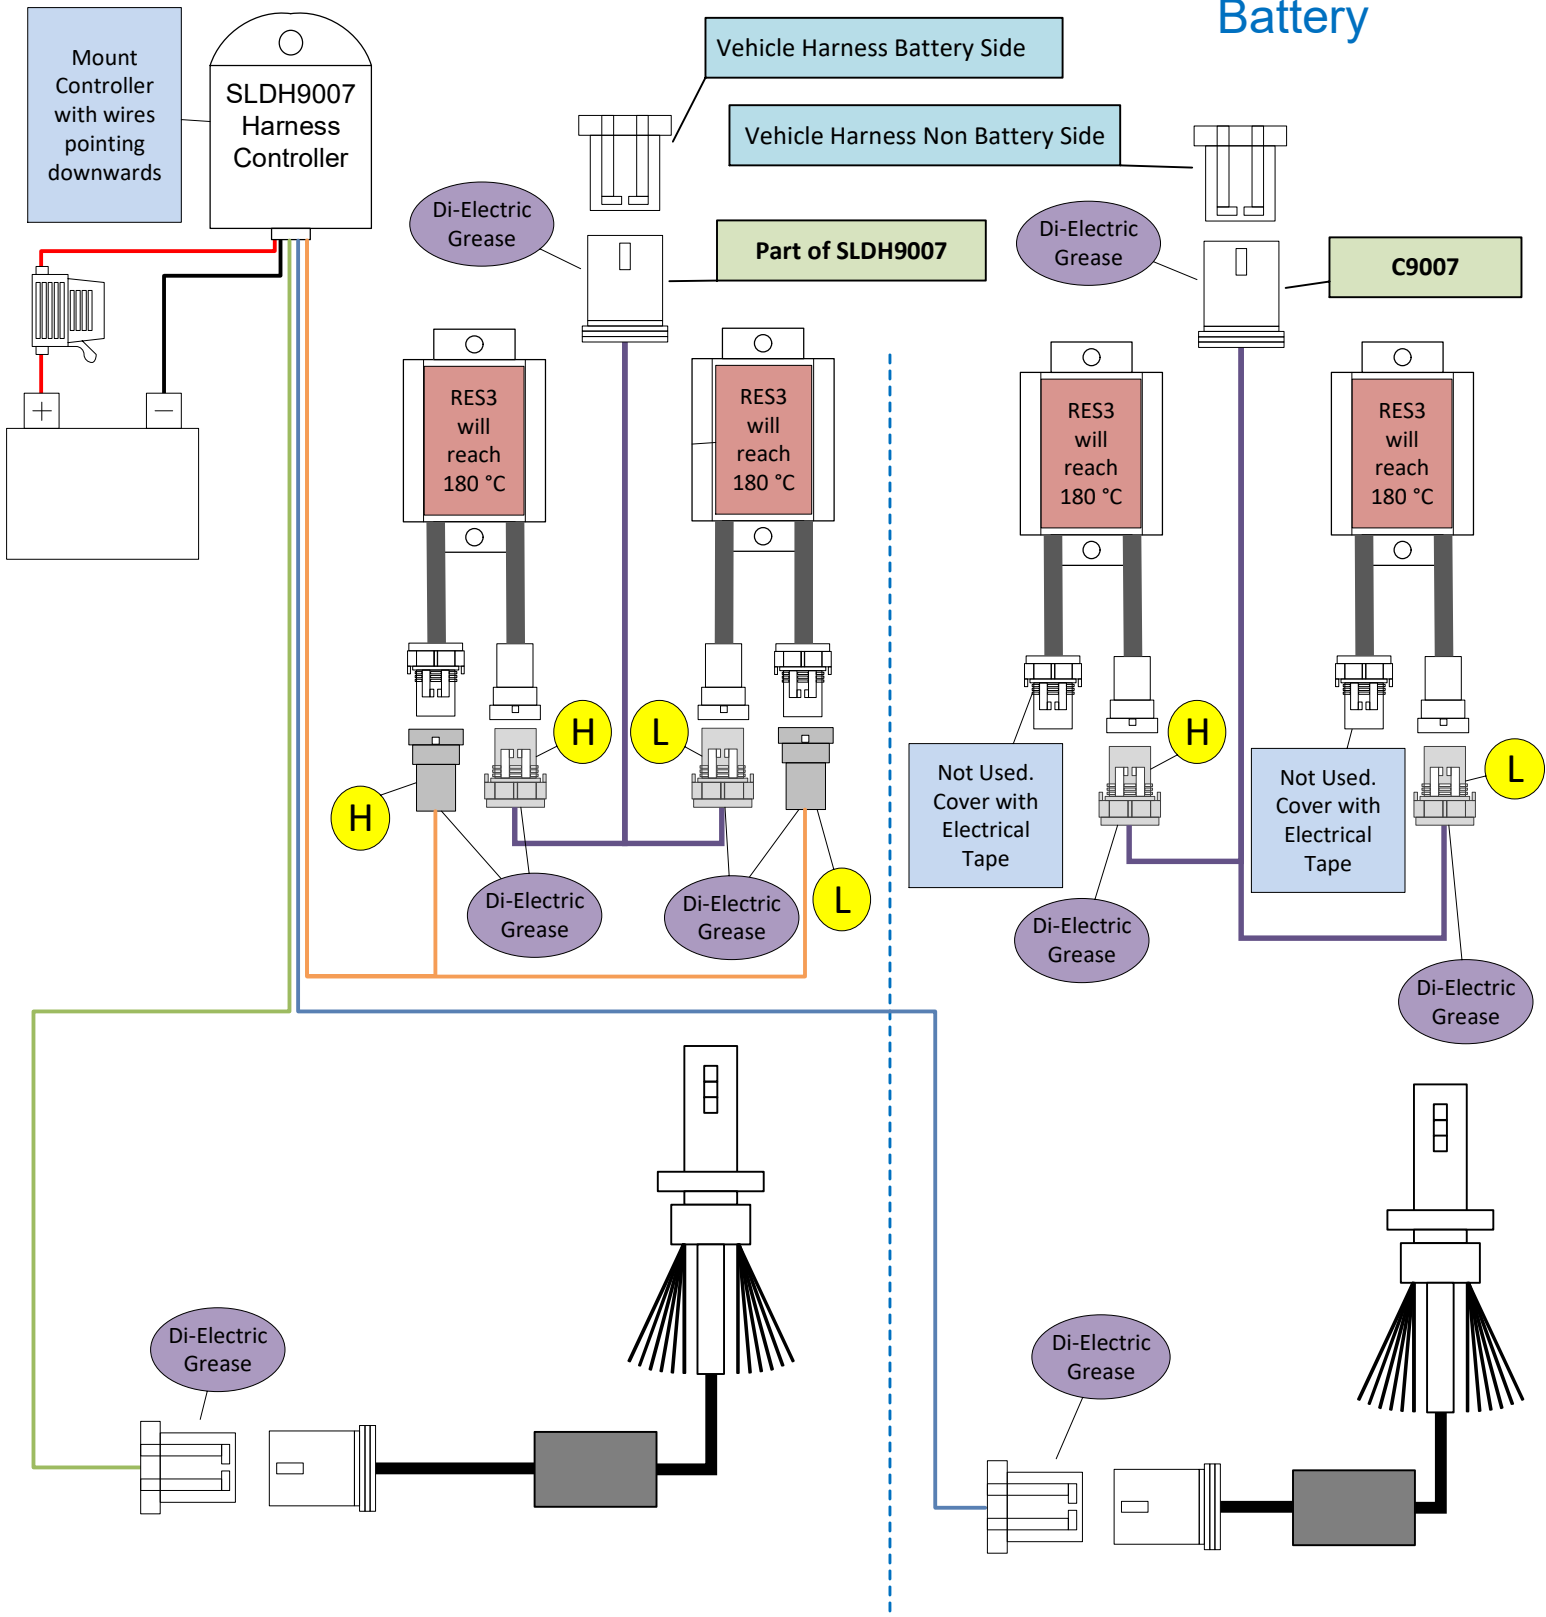 Battery
Mount
Controller
with wires
pointing
downwards
SLDH9007
Harness
Controller
Vehicle Harness Battery Side
Vehicle Harness Non Battery Side
Di-Electric
Grease
Part of SLDH9007
Di-Electric
Grease
C9007
+
−
RES3
will
reach
180 °C
RES3
will
reach
180 °C
RES3
will
reach
180 °C
RES3
will
reach
180 °C
H
H
L
L
Di-Electric
Grease
Di-Electric
Grease
Not Used.
Cover with
Electrical
Tape
H
Not Used.
Cover with
Electrical
Tape
L
Di-Electric
Grease
Di-Electric
Grease
Di-Electric
Grease
Di-Electric
Grease